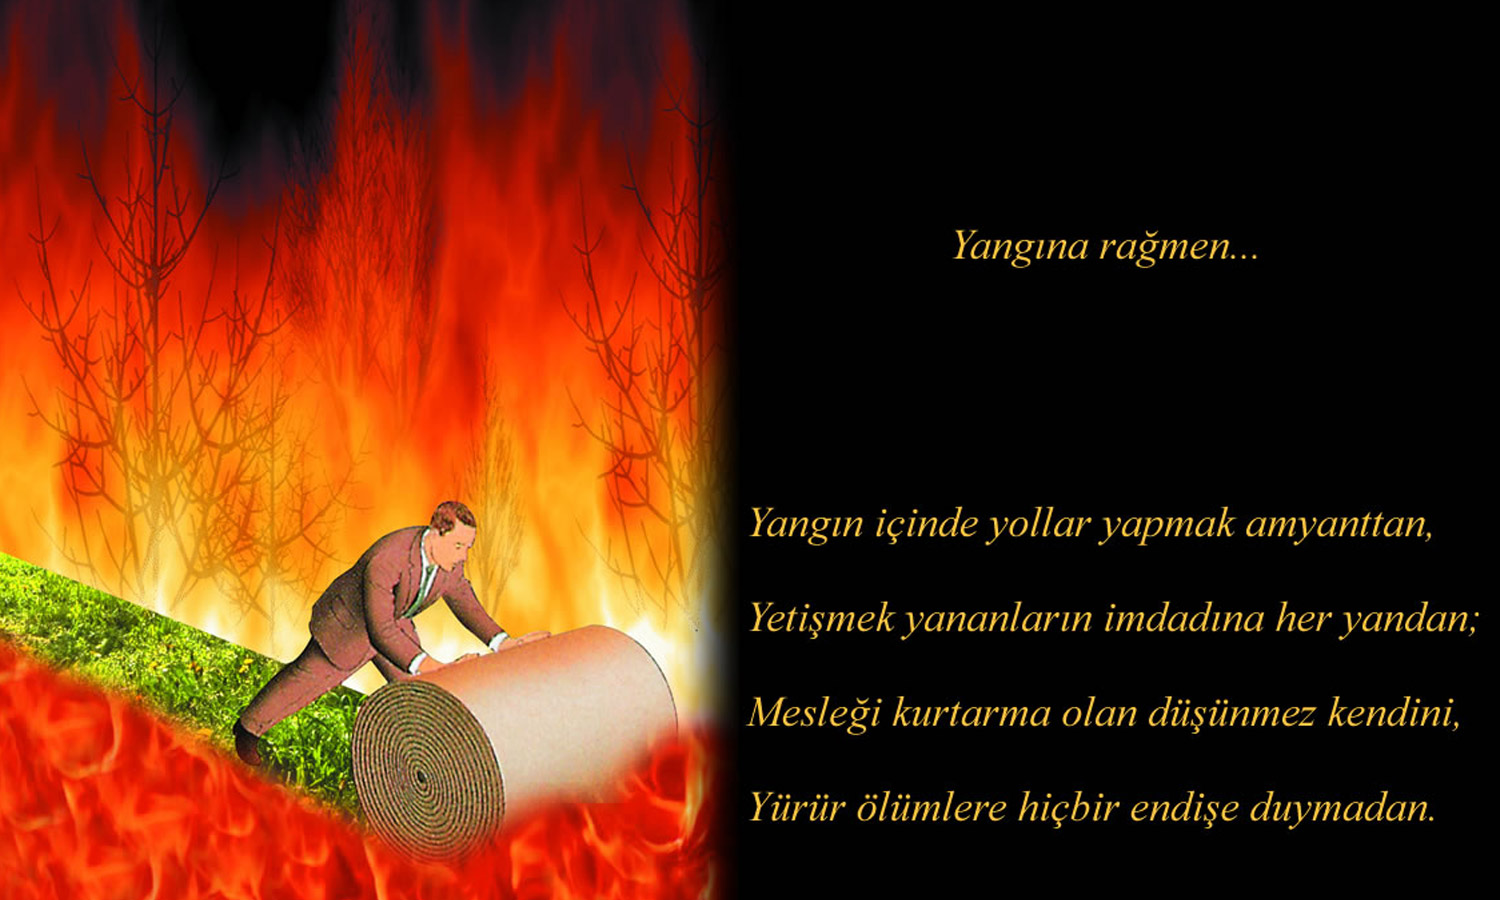 Yangına rağmen...
Yangın içinde yollar yapmak amyanttan,
Yetişmek yananların imdadına her yandan;
Mesleği kurtarma olan düşünmez kendini,
Yürür ölümlere hiçbir endişe duymadan.